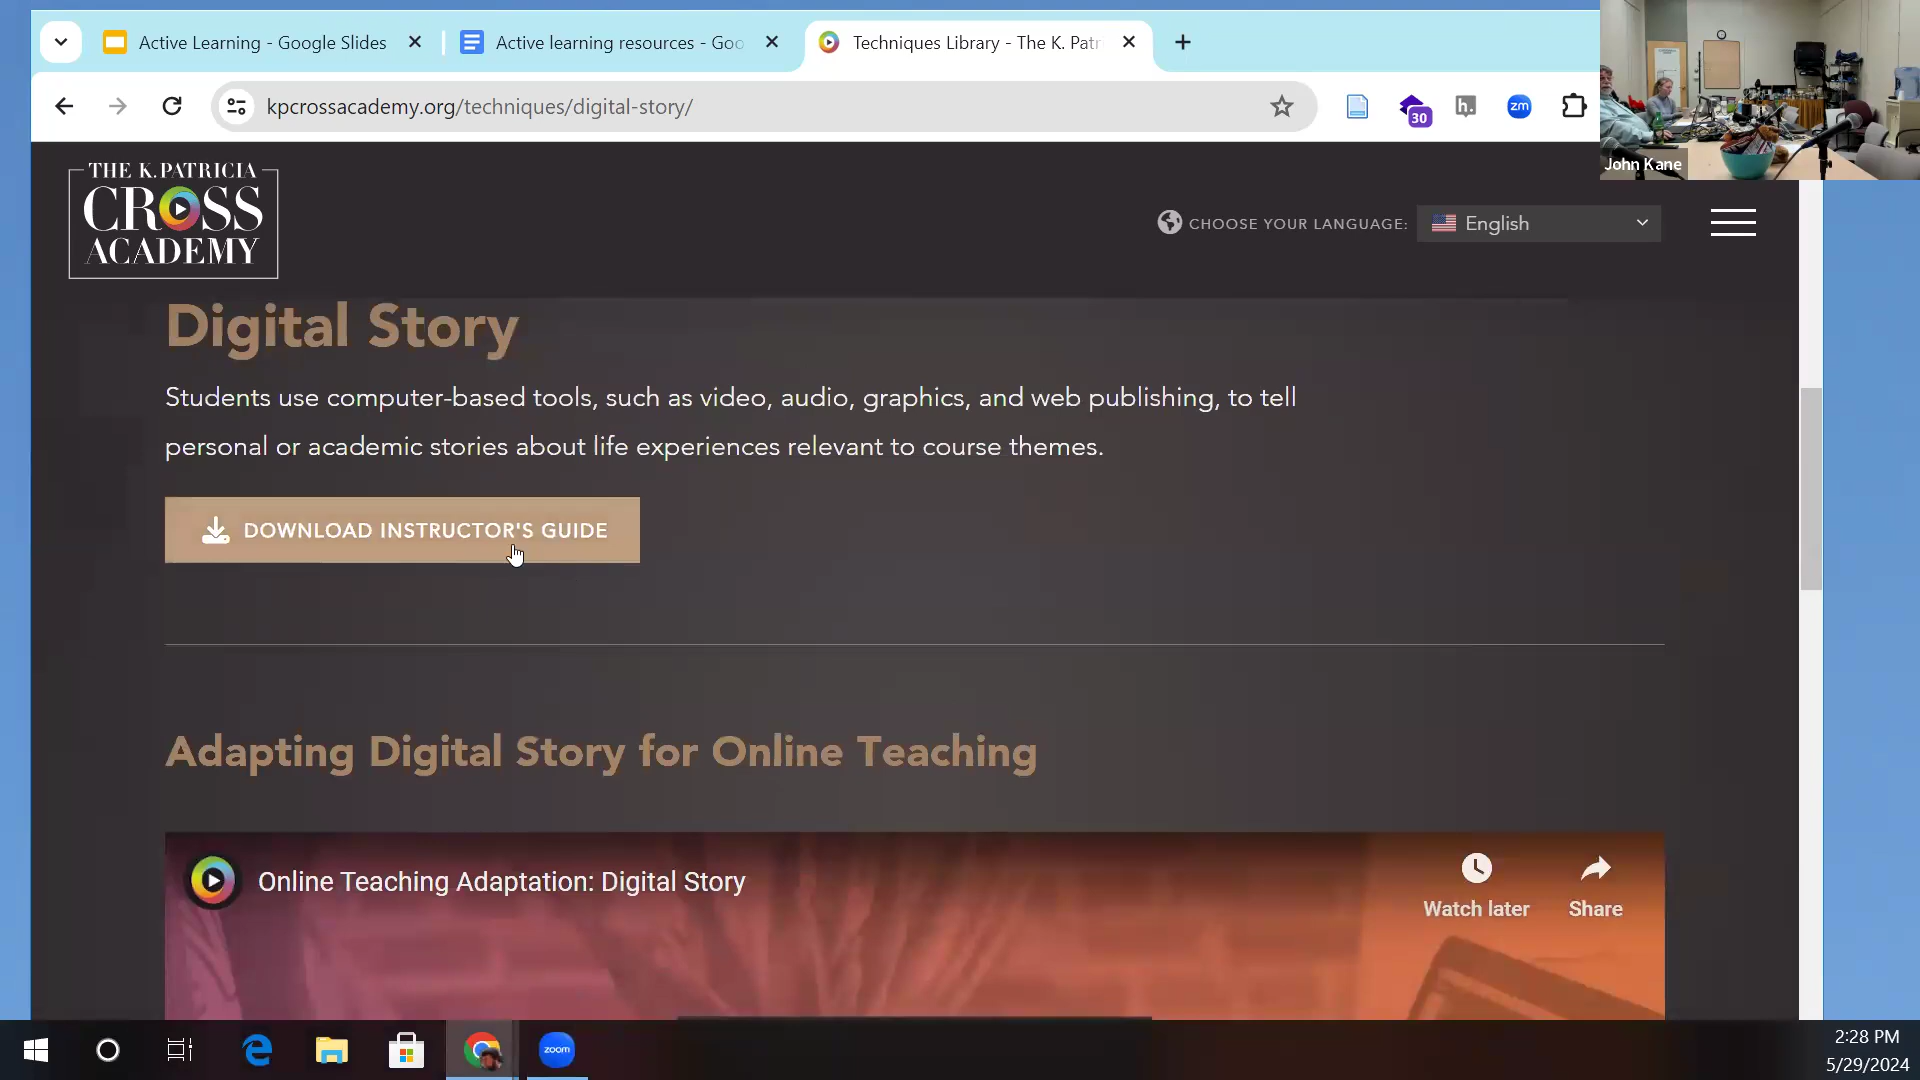 Active Learning - Google Slides
Active learning resources - Goo
Techniques Library - The K. Patr
kpcrossacademy.org/techniques/digital-story/
30
h.
zm
John Kane
THE K. PATRICIA
CROSS
ACADEMY
CHOOSE YOUR LANGUAGE:
English
Digital Story
Students use computer-based tools, such as video, audio, graphics, and web publishing, to tell
personal or academic stories about life experiences relevant to course themes.
DOWNLOAD INSTRUCTOR'S GUIDE
Adapting Digital Story for Online Teaching
Online Teaching Adaptation: Digital Story
Watch later
Share
zoom
2:28 PM
5/29/2024